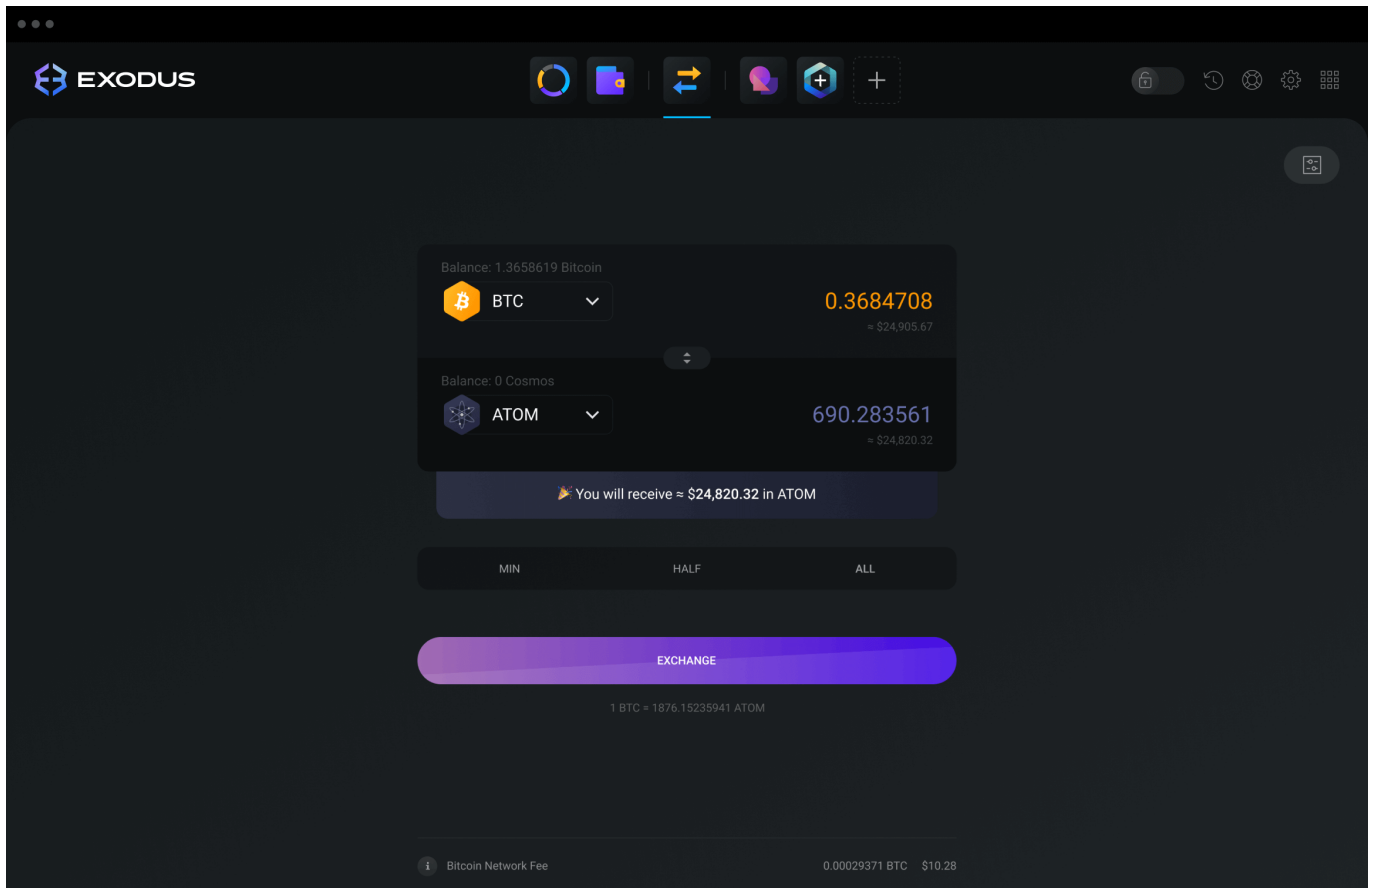 EXODUS
Balance: 1.3658619 Bitcoin
BTC
0.3684708
≈ $24,905.67
Balance: 0 Cosmos
ATOM
690.283561
≈ $24,820.32
🎉 You will receive ≈ $24,820.32 in ATOM
MIN HALF ALL
EXCHANGE
1 BTC ≈ 1876.15235941 ATOM
i Bitcoin Network Fee 0.00029371 BTC $10.28